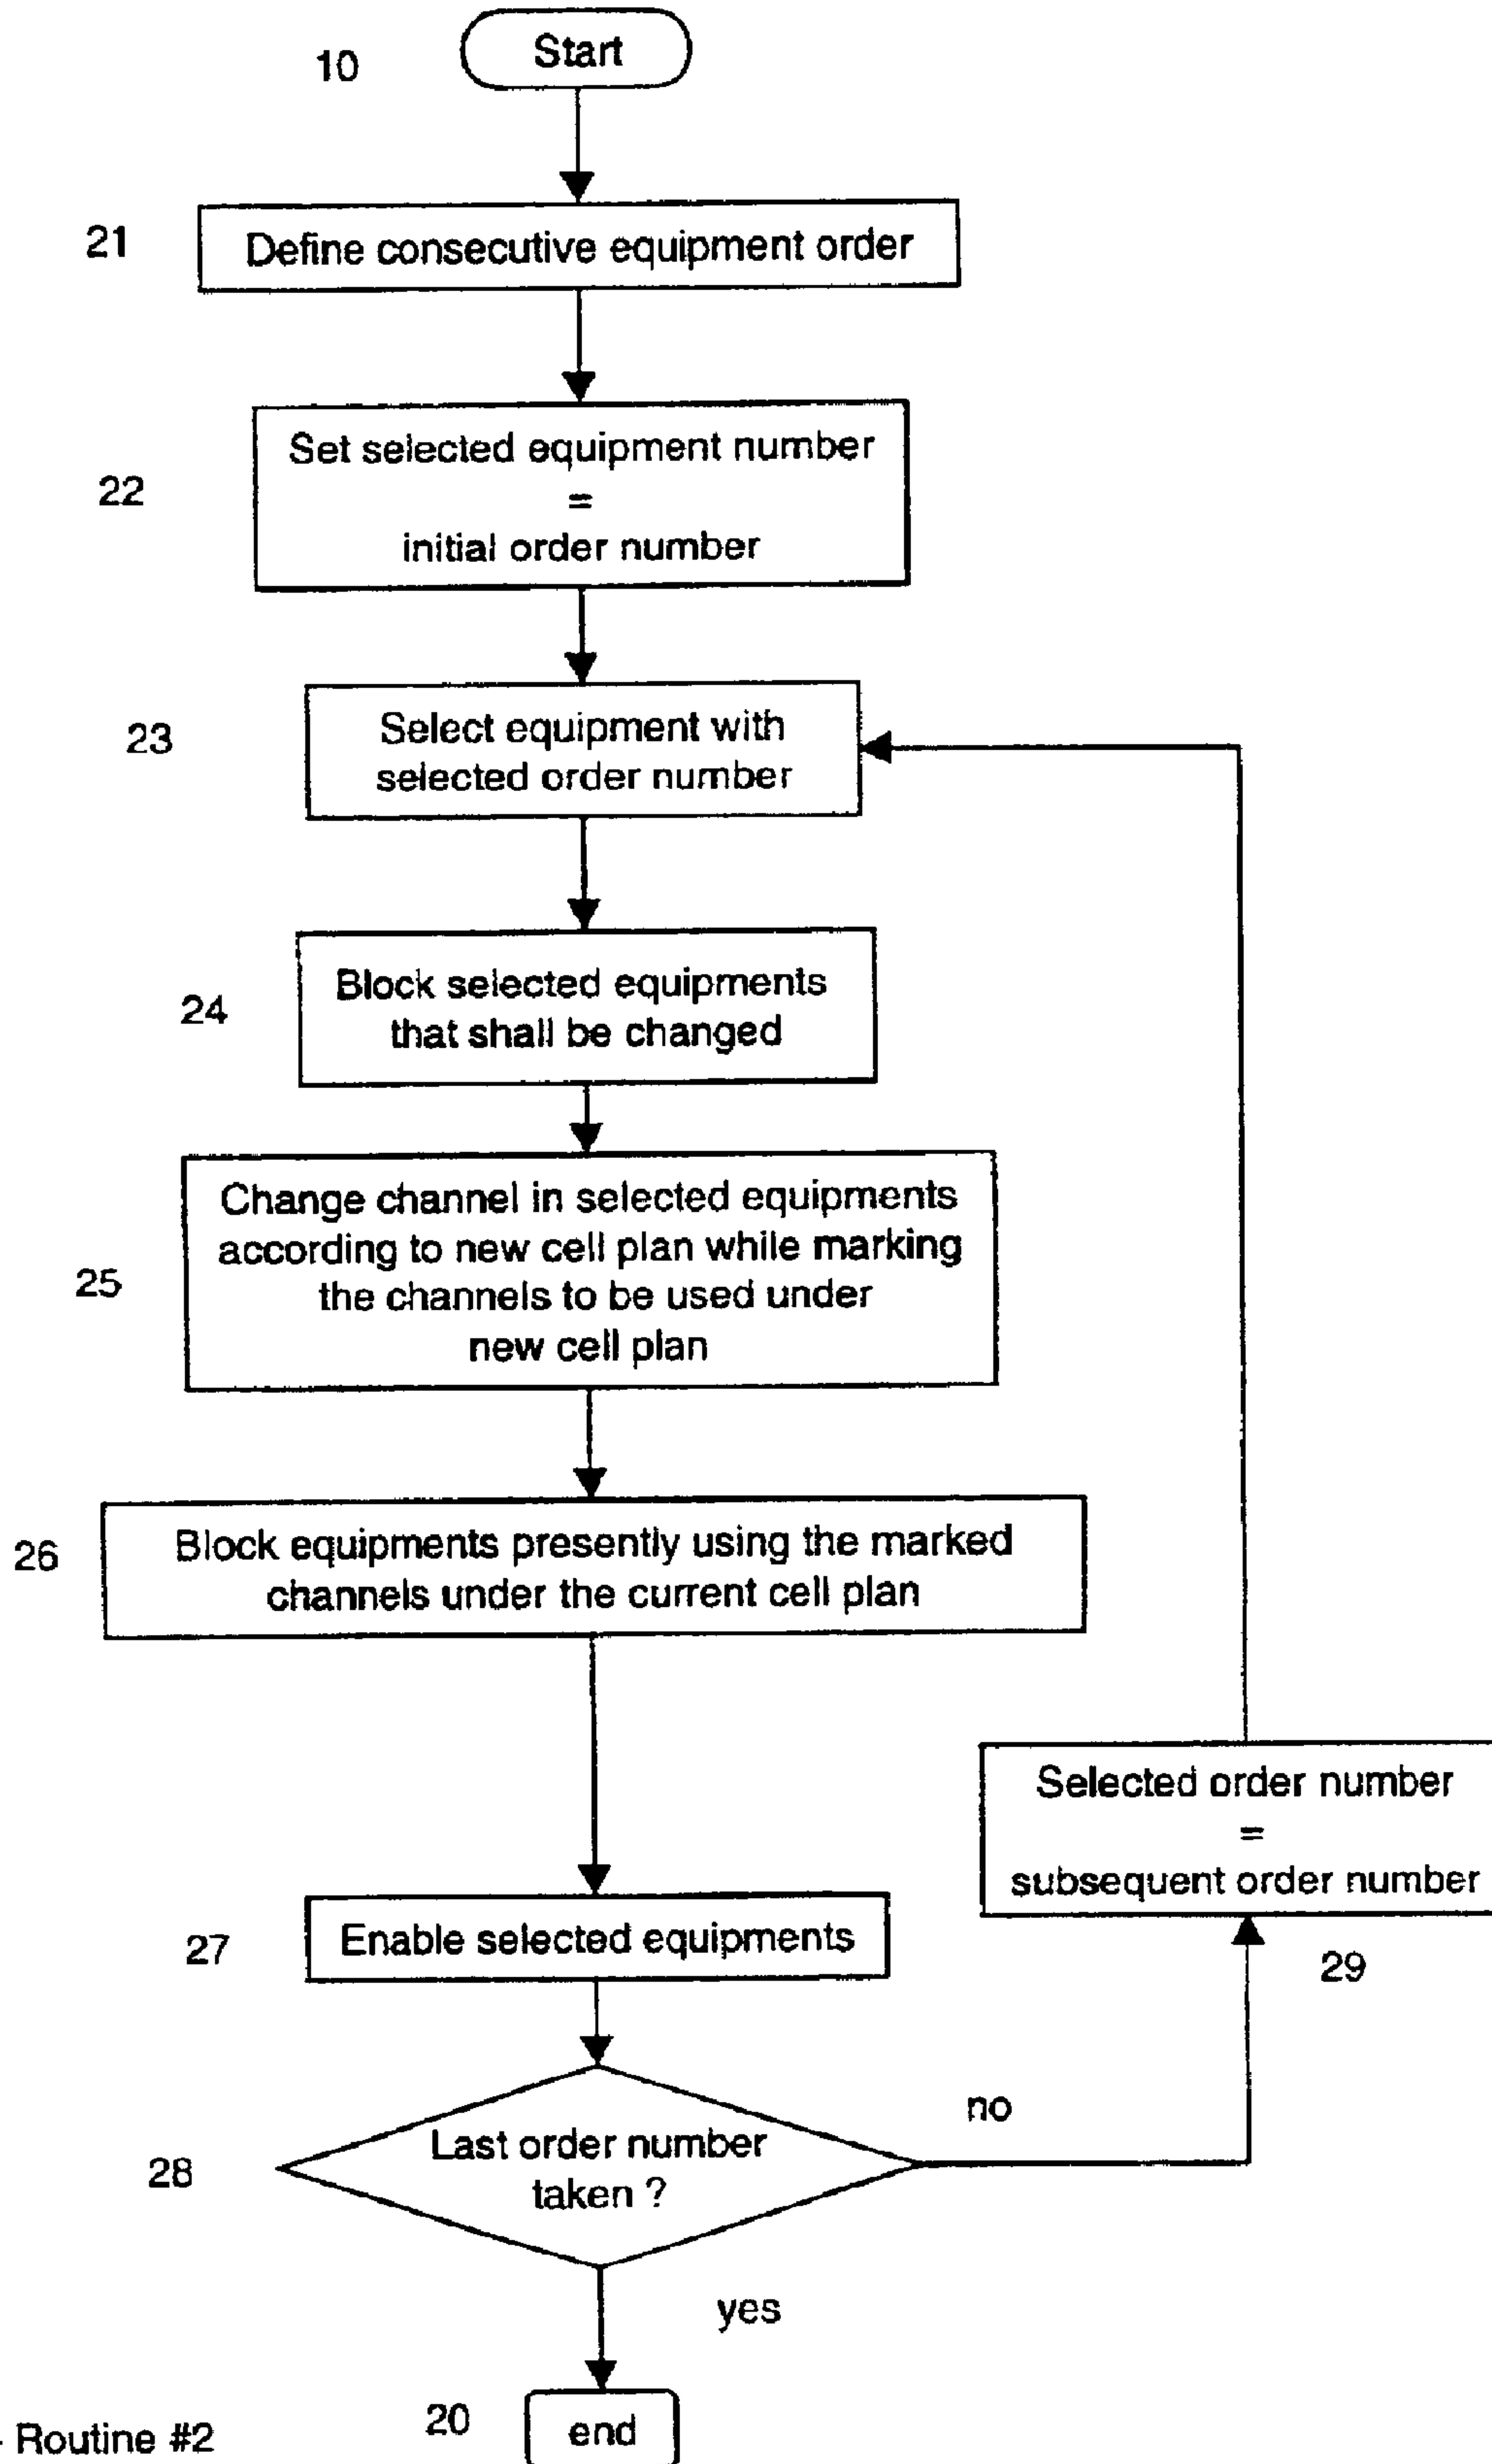 10
Start
21
Define consecutive equipment order
22
Set selected equipment number
=
initial order number
23
Select equipment with
selected order number
24
Block selected equipments
that shall be changed
25
Change channel in selected equipments
according to new cell plan while marking
the channels to be used under
new cell plan
26
Block equipments presently using the marked
channels under the current cell plan
Selected order number
=
subsequent order number
29
27
Enable selected equipments
28
Last order number
taken ?
no
yes
20
end
- Routine #2